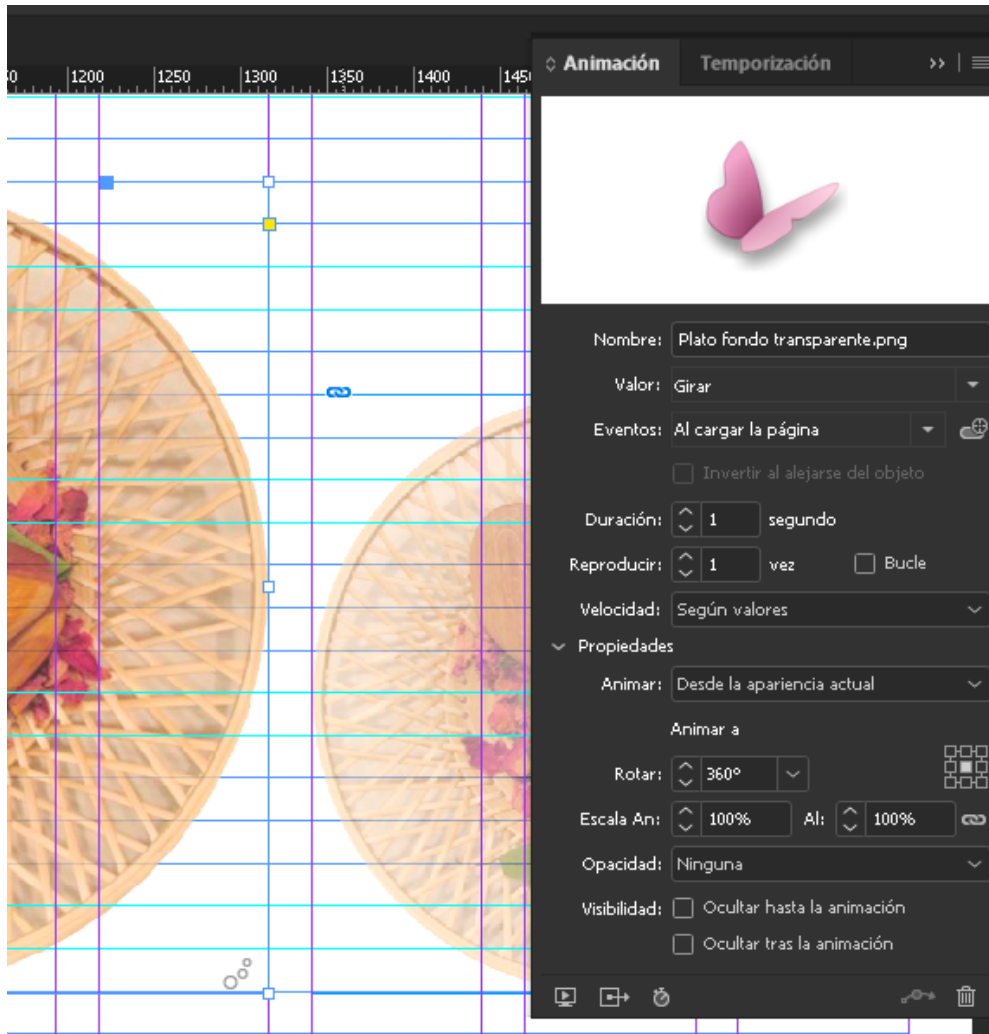 1200 1250 1300 1350 1400
Animación Temporización
Nombre: Plato fondo transparente.png
Valor: Girar
Eventos: Al cargar la página
Invertir al alejarse del objeto
Duración: 1 segundo
Reproducir: 1 vez Bucle
Velocidad: Según valores
Propiedades
Animar: Desde la apariencia actual
Animar a
Rotar: 360º
Escala An: 100% Al: 100%
Opacidad: Ninguna
Visibilidad: Ocultar hasta la animación
Ocultar tras la animación